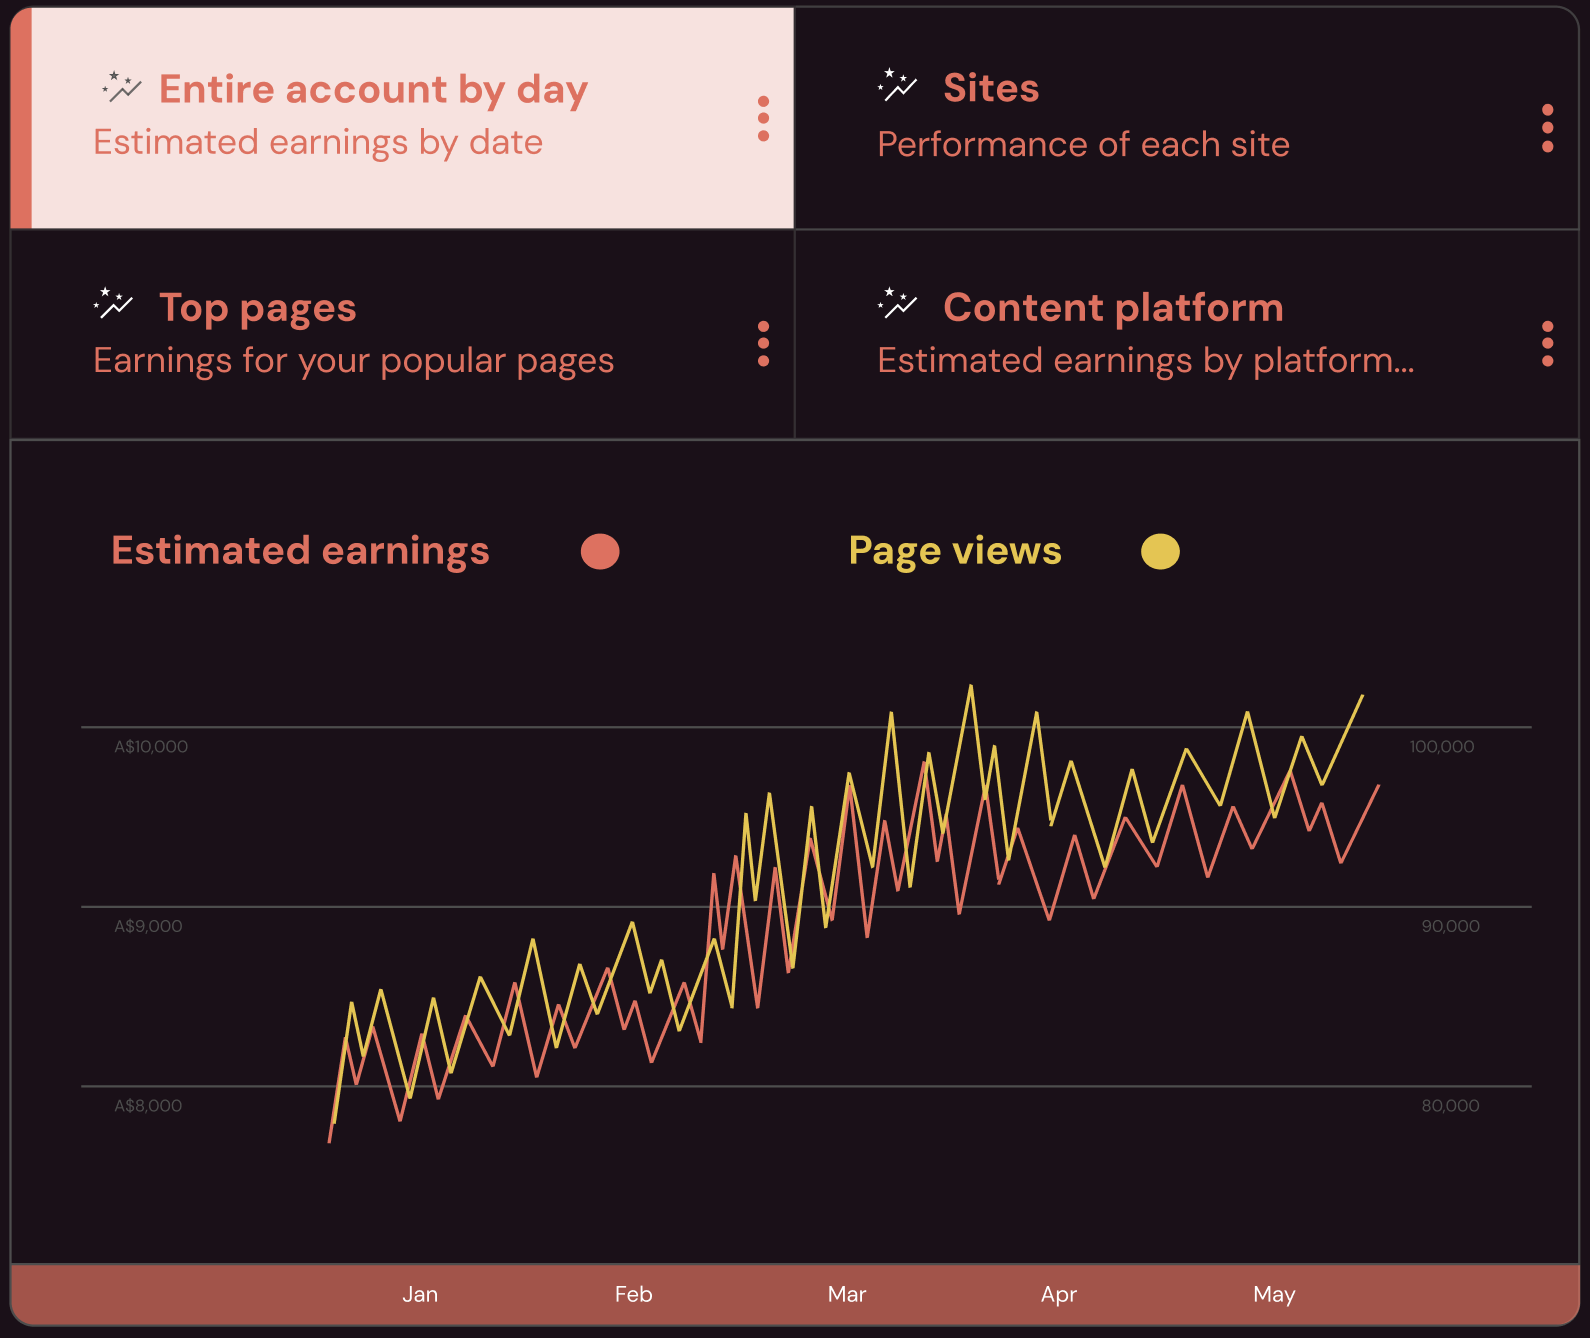 Entire account by day
Estimated earnings by date
Sites
Performance of each site
Top pages
Earnings for your popular pages
Content platform
Estimated earnings by platform...
Estimated earnings
Page views
A$10,000
100,000
A$9,000
90,000
A$8,000
80,000
Jan Feb Mar Apr May